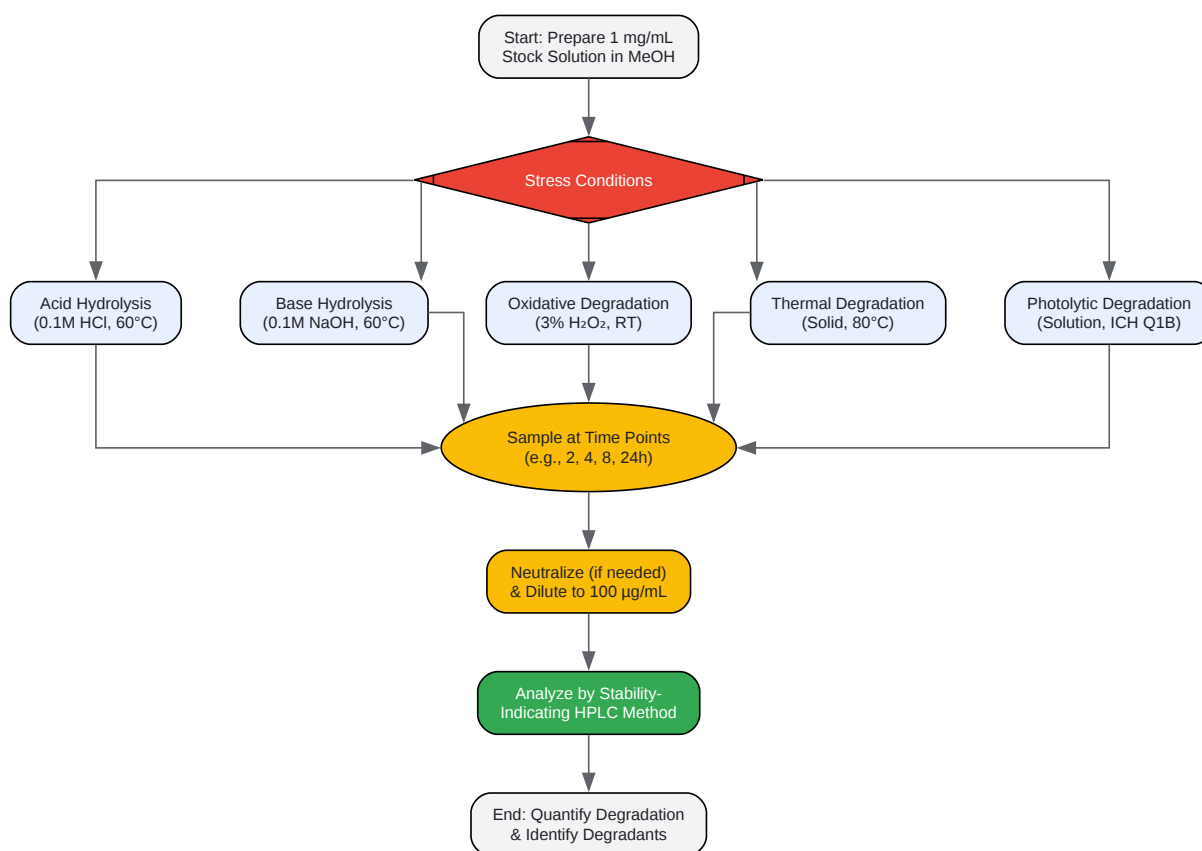 Start: Prepare 1 mg/mL
Stock Solution in MeOH
Stress Conditions
Acid Hydrolysis
(0.1M HCl, 60°C)
Base Hydrolysis
(0.1M NaOH, 60°C)
Oxidative Degradation
(3% H₂O₂, RT)
Thermal Degradation
(Solid, 80°C)
Photolytic Degradation
(Solution, ICH Q1B)
Sample at Time Points
(e.g., 2, 4, 8, 24h)
Neutralize (if needed)
& Dilute to 100 µg/mL
Analyze by Stability-
Indicating HPLC Method
End: Quantify Degradation
& Identify Degradants